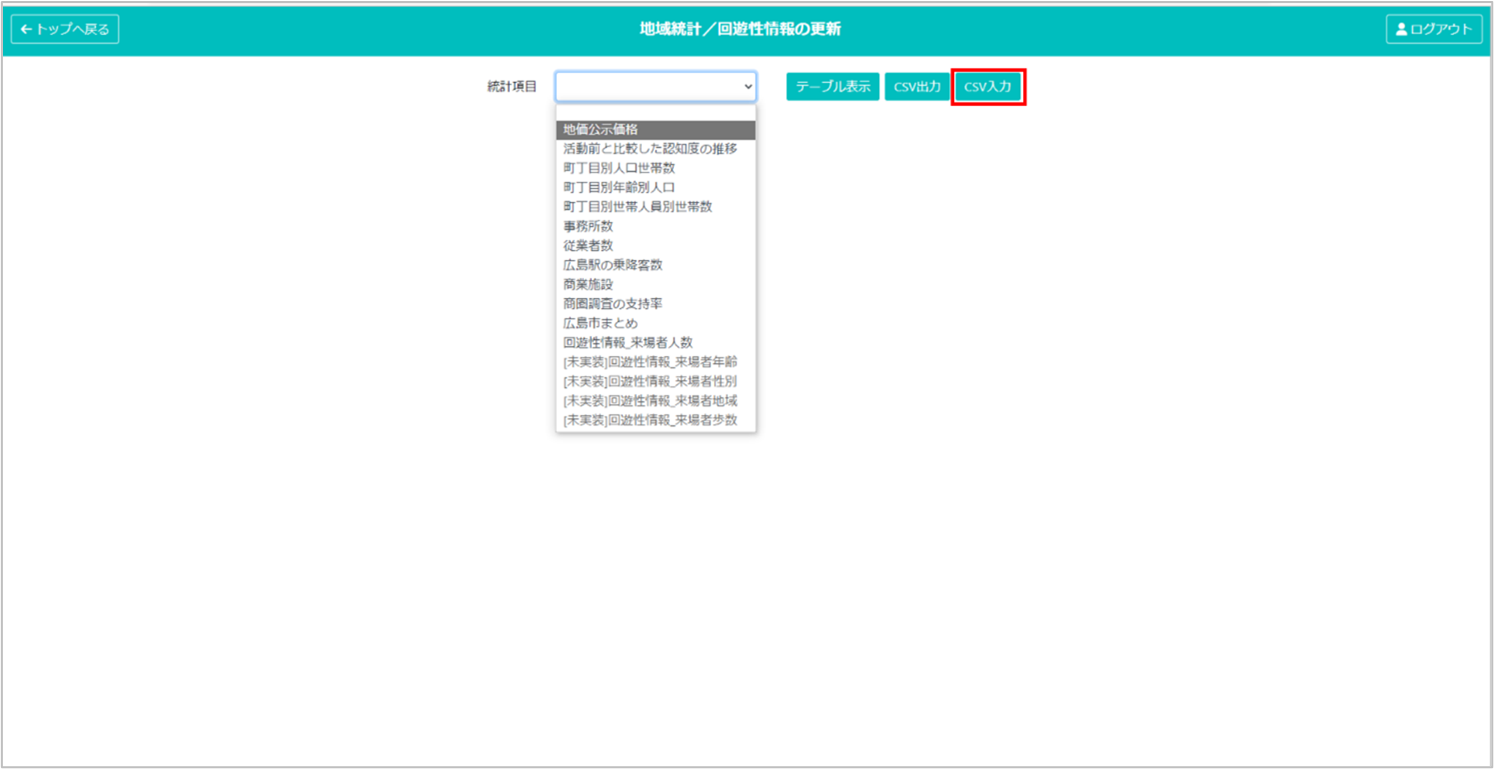 ←トップへ戻る
地域統計／回遊性情報の更新
ログアウト
統計項目
テーブル表示
CSV出力
CSV入力
地価公示価格
活動前と比較した認知度の推移
町丁目別人口世帯数
町丁目別年齢別人口
町丁目別世帯人員別世帯数
事務所数
従業者数
広島駅の乗降客数
商業施設
商圏調査の支持率
広島市まとめ
回遊性情報_来場者人数
[未実装]回遊性情報_来場者年齢
[未実装]回遊性情報_来場者性別
[未実装]回遊性情報_来場者地域
[未実装]回遊性情報_来場者歩数